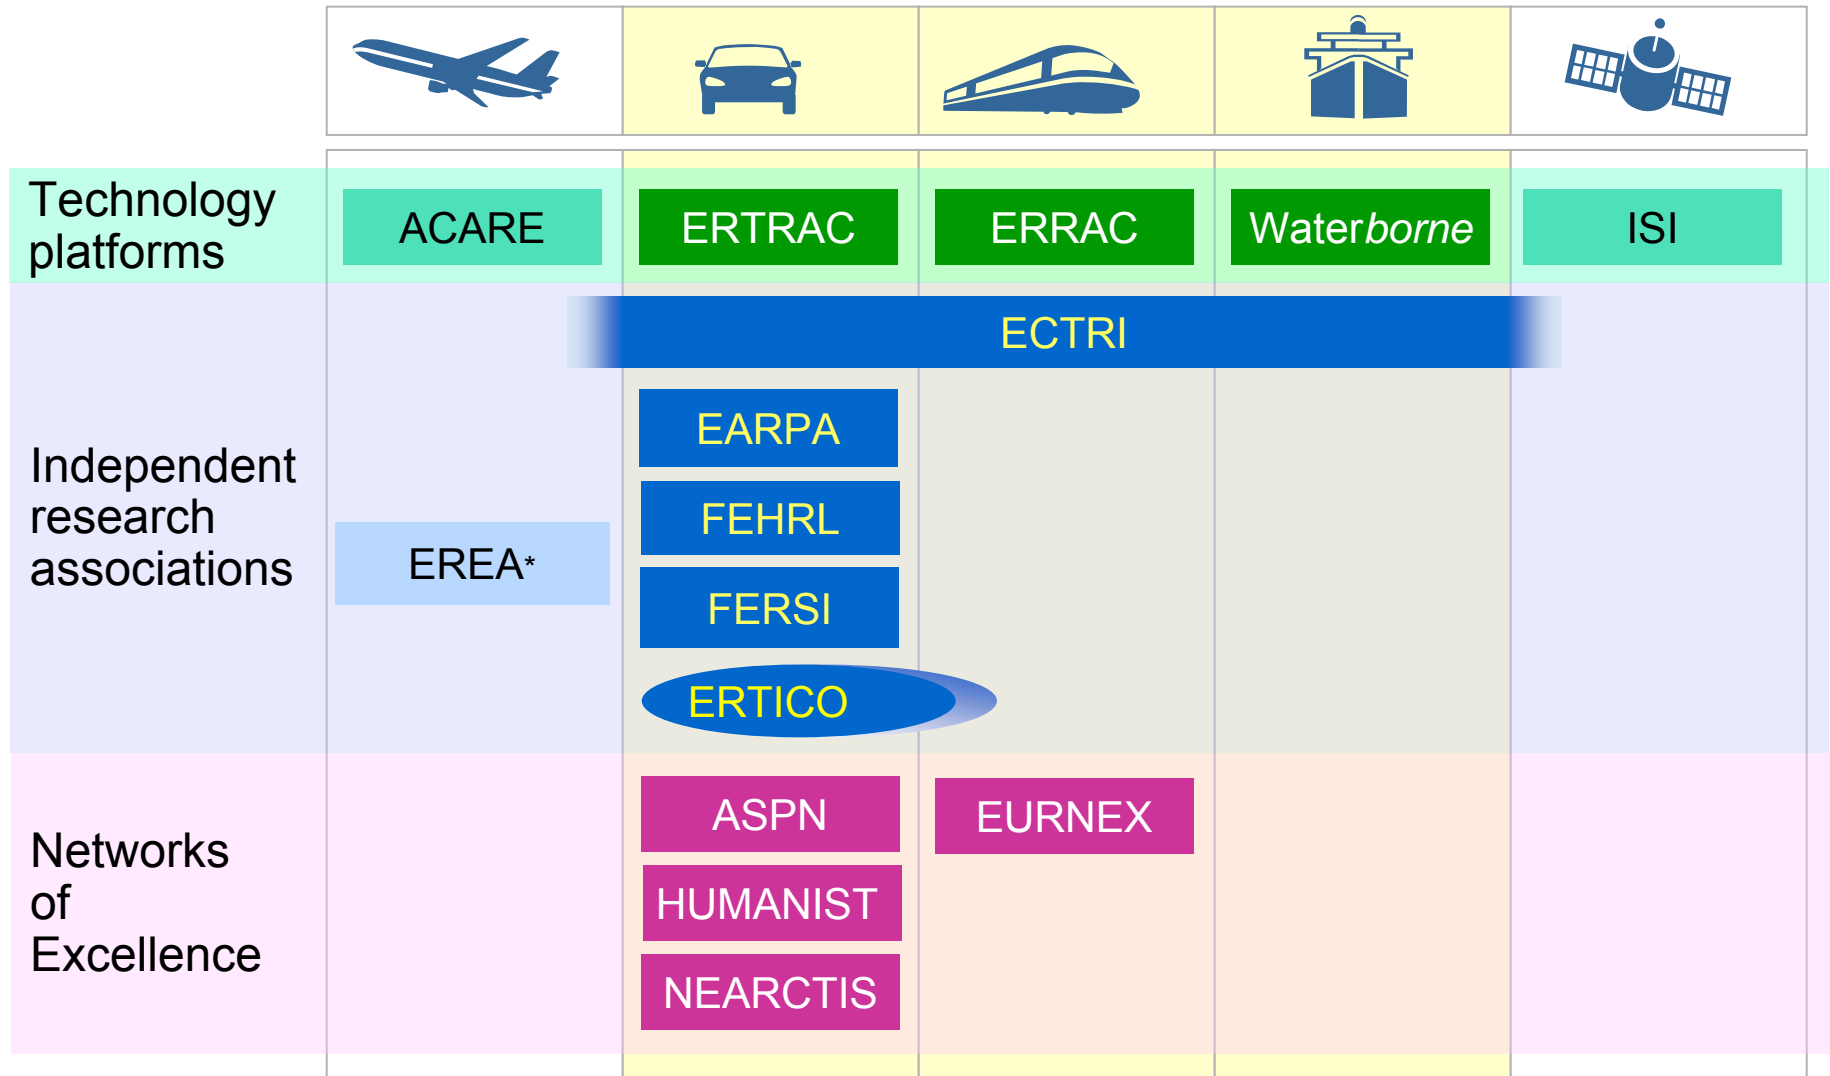 Technology
platforms
ACARE
ERTRAC
ERRAC
Waterborne
ISI
ECTRI
Independent
research
associations
EREA*
EARPA
FEHRL
FERSI
ERTICO
Networks
of
Excellence
ASPN
EURNEX
HUMANIST
NEARCTIS